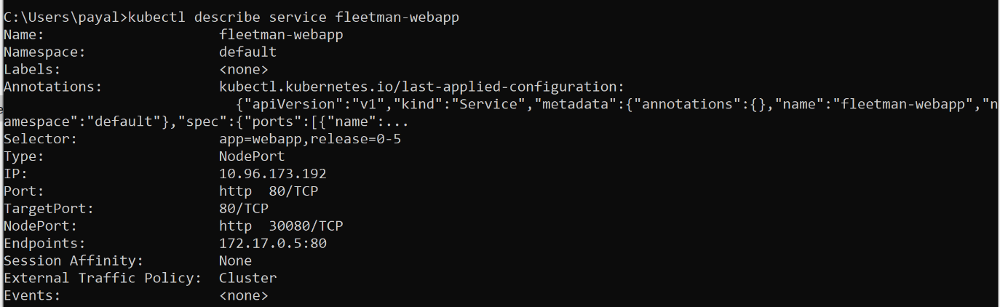 C:\Users\payal>kubectl describe service fleetman-webapp
Name:                     fleetman-webapp
Namespace:                default
Labels:                   <none>
Annotations:              kubectl.kubernetes.io/last-applied-configuration:
                            {"apiVersion":"v1","kind":"Service","metadata":{"annotations":{},"name":"fleetman-webapp","n
amespace":"default"},"spec":{"ports":[{"name":...
Selector:                 app=webapp,release=0-5
Type:                     NodePort
IP:                       10.96.173.192
Port:                     http  80/TCP
TargetPort:               80/TCP
NodePort:                 http  30080/TCP
Endpoints:                172.17.0.5:80
Session Affinity:         None
External Traffic Policy:  Cluster
Events:                   <none>